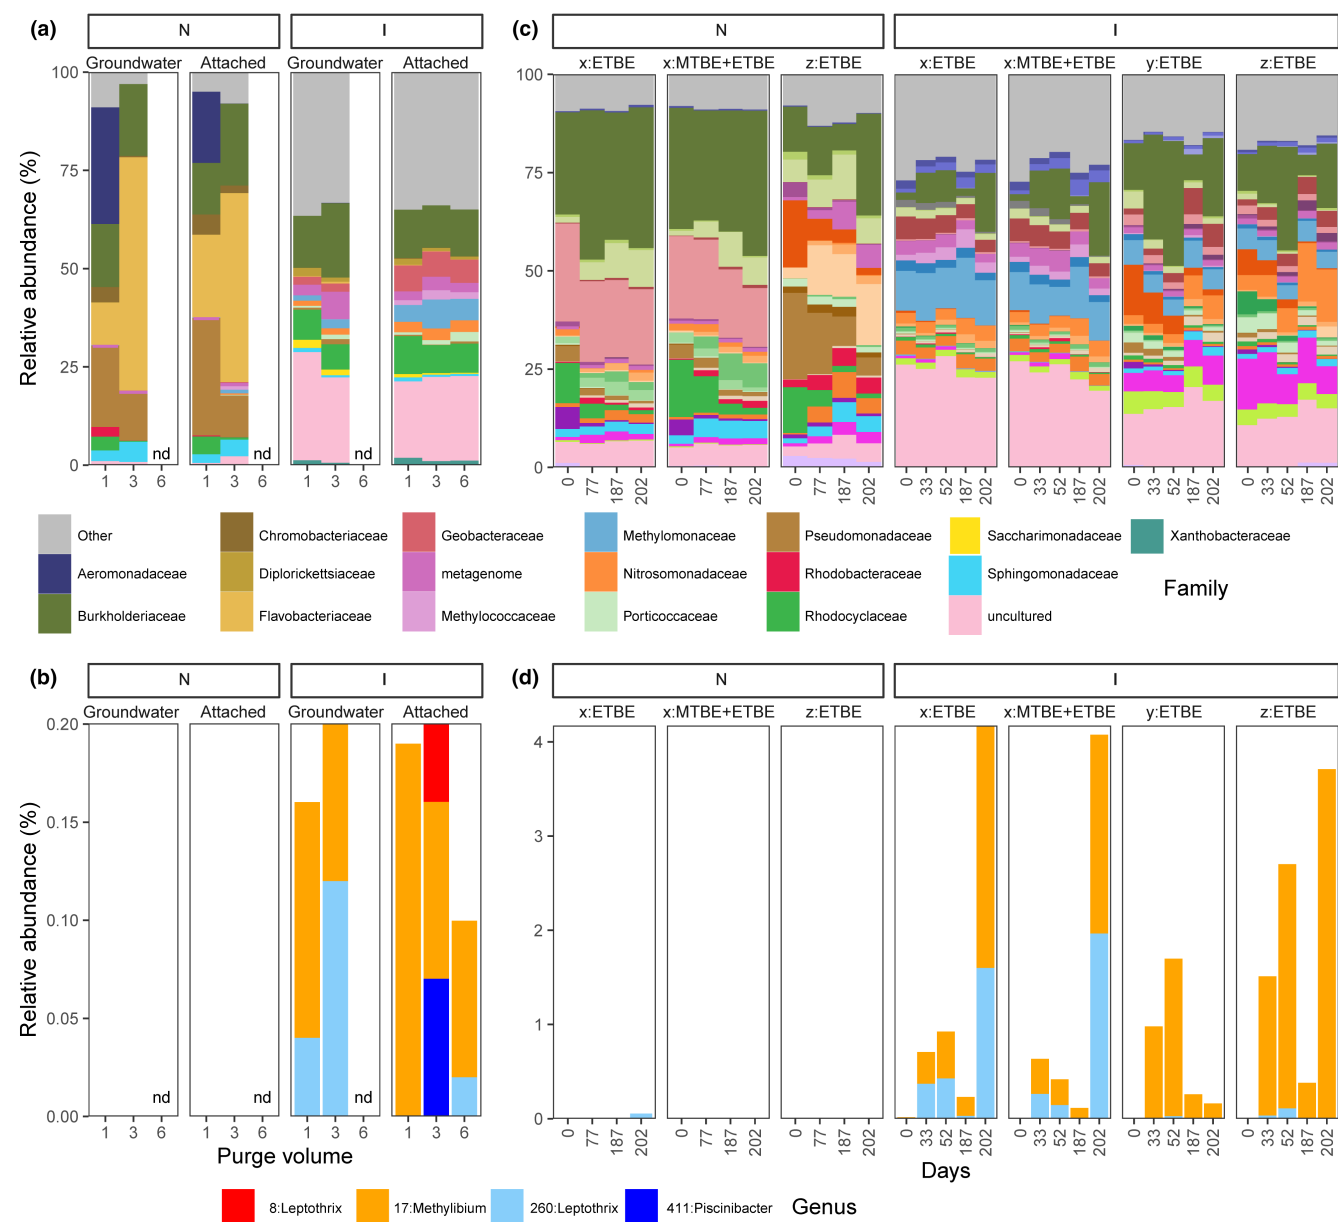 (a)
N
I
Groundwater
Attached
Groundwater
Attached
Relative abundance (%)
100
75
50
25
0
nd
nd
nd
1 3 6
1 3 6
1 3 6
1 3 6
(c)
N
I
x:ETBE
x:MTBE+ETBE
z:ETBE
x:ETBE
x:MTBE+ETBE
y:ETBE
z:ETBE
Relative abundance (%)
100
75
50
25
0
0 77 187 202
0 77 187 202
0 77 187 202
0 33 52 187 202
0 33 52 187 202
0 33 52 187 202
0 33 52 187 202
Other
Aeromonadaceae
Burkholderiaceae
Chromobacteriaceae
Diplorickettsiaceae
Flavobacteriaceae
Geobacteraceae
metagenome
Methylococcaceae
Methylomonaceae
Nitrosomonadaceae
Porticoccaceae
Pseudomonadaceae
Rhodobacteraceae
Rhodocyclaceae
Saccharimonadaceae
Sphingomonadaceae
uncultured
Xanthobacteraceae
Family
(b)
N
I
Groundwater
Attached
Groundwater
Attached
Relative abundance (%)
0.20
0.15
0.10
0.05
0.00
nd
nd
nd
1 3 6
1 3 6
1 3 6
1 3 6
Purge volume
(d)
N
I
x:ETBE
x:MTBE+ETBE
z:ETBE
x:ETBE
x:MTBE+ETBE
y:ETBE
z:ETBE
4
3
2
1
0
0 77 187 202
0 77 187 202
0 77 187 202
0 33 52 187 202
0 33 52 187 202
0 33 52 187 202
0 33 52 187 202
Days
8:Leptothrix
17:Methylibium
260:Leptothrix
411:Piscinibacter
Genus